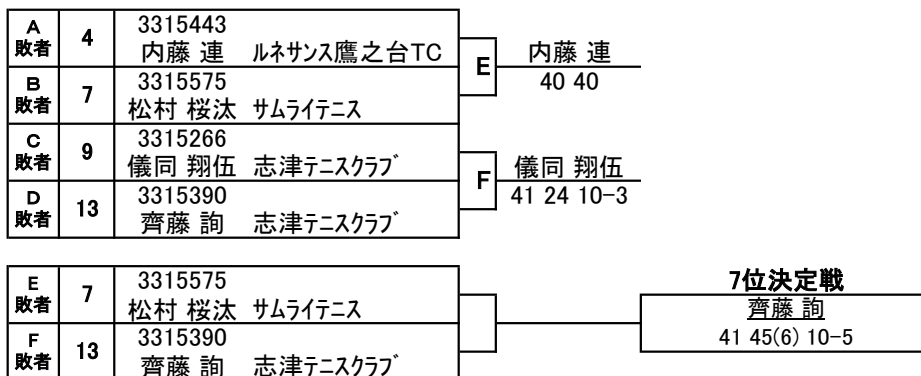 A
敗者 4 3315443
内藤 連 ルネサンス鷹之台TC
B
敗者 7 3315575
松村 桜汰 サムライテニス
E 内藤 連
40 40
C
敗者 9 3315266
儀同 翔伍 志津テニスクラブ
D
敗者 13 3315390
齊藤 詢 志津テニスクラブ
F 儀同 翔伍
41 24 10-3
E
敗者 7 3315575
松村 桜汰 サムライテニス
F
敗者 13 3315390
齊藤 詢 志津テニスクラブ
7位決定戦
齊藤 詢
41 45(6) 10-5